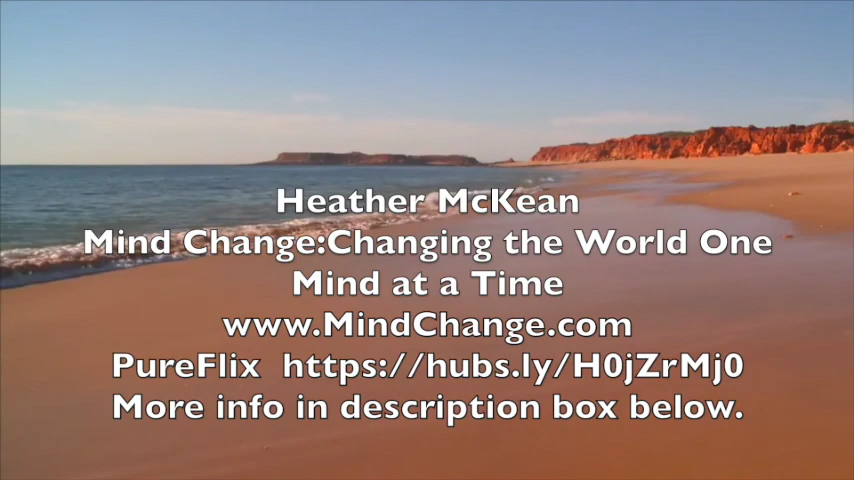 Heather McKean
Mind Change:Changing the World One
Mind at a Time
www.MindChange.com
PureFlix  https://hubs.ly/H0jZrMj0
More info in description box below.